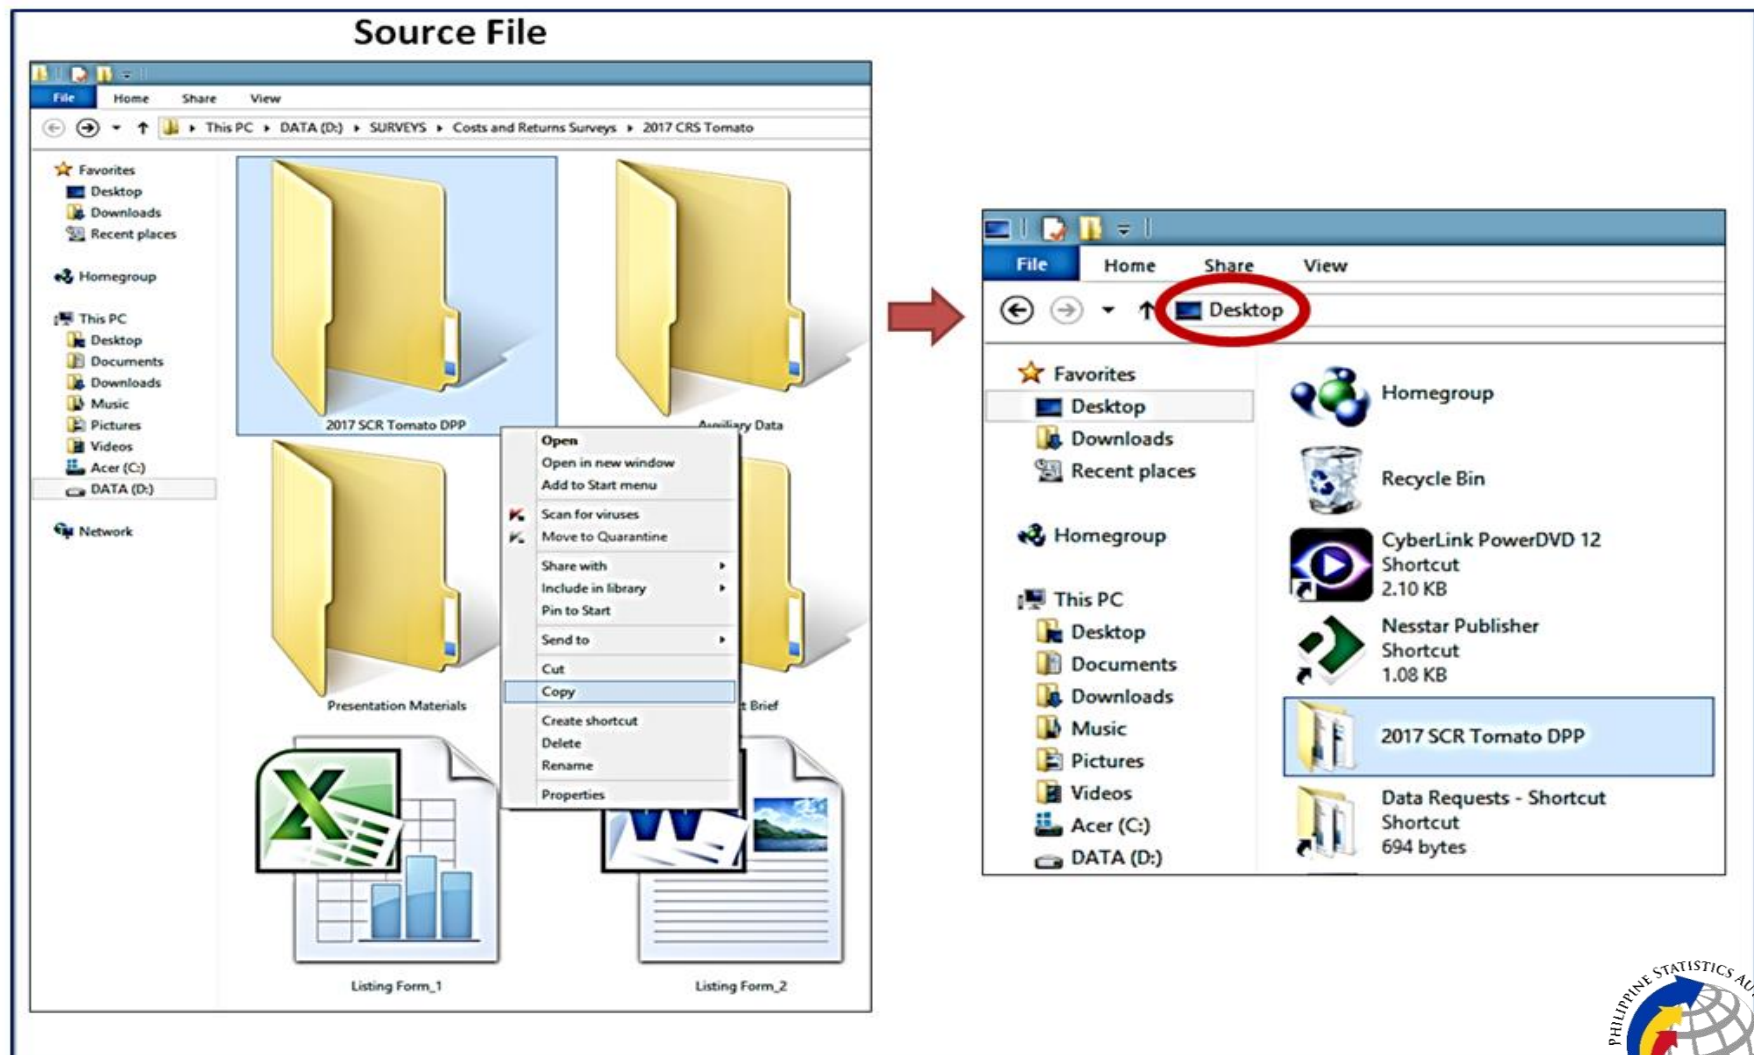 Source File
File Home Share View
This PC ▸ DATA (D:) ▸ SURVEYS ▸ Costs and Returns Surveys ▸ 2017 CRS Tomato
Favorites
Desktop
Downloads
Recent places
Homegroup
This PC
Desktop
Documents
Downloads
Music
Pictures
Videos
Acer (C:)
DATA (D:)
Network
2017 SCR Tomato DPP
Auxiliary Data
Open
Open in new window
Add to Start menu
Scan for viruses
Move to Quarantine
Share with
Include in library
Pin to Start
Send to
Cut
Copy
Create shortcut
Delete
Rename
Properties
Presentation Materials
t Brief
Listing Form_1
Listing Form_2
File Home Share View
Desktop
Favorites
Desktop
Downloads
Recent places
Homegroup
This PC
Desktop
Documents
Downloads
Music
Pictures
Videos
Acer (C:)
DATA (D:)
Homegroup
Recycle Bin
CyberLink PowerDVD 12
Shortcut
2.10 KB
Nesstar Publisher
Shortcut
1.08 KB
2017 SCR Tomato DPP
Data Requests - Shortcut
Shortcut
694 bytes
PHILIPPINE STATISTICS AU